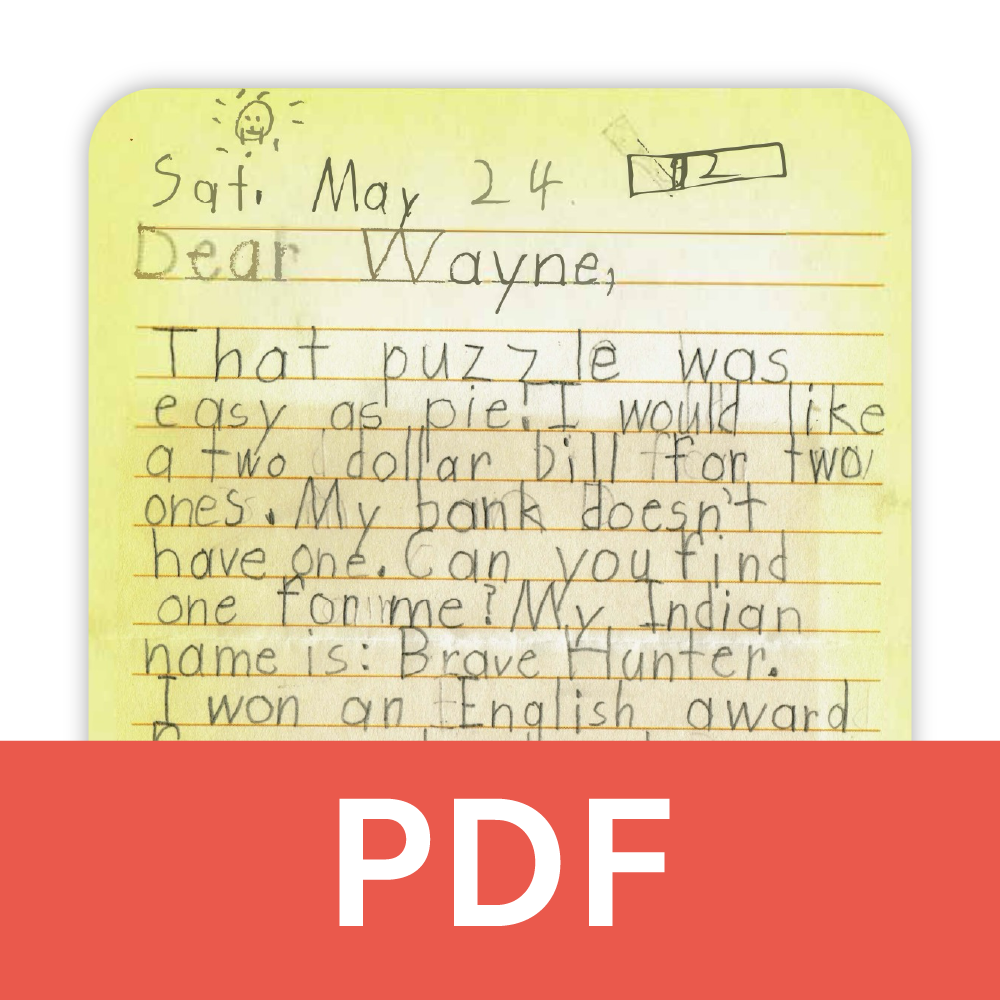 Sat. May 24.
2
Dear Wayne,
That puzzle was
easy as pie! I would like
a two dollar bill for two
ones. My bank doesn't
have one. Can you find
one for me? My Indian
name is: Brave Hunter.
I won an English award
PDF